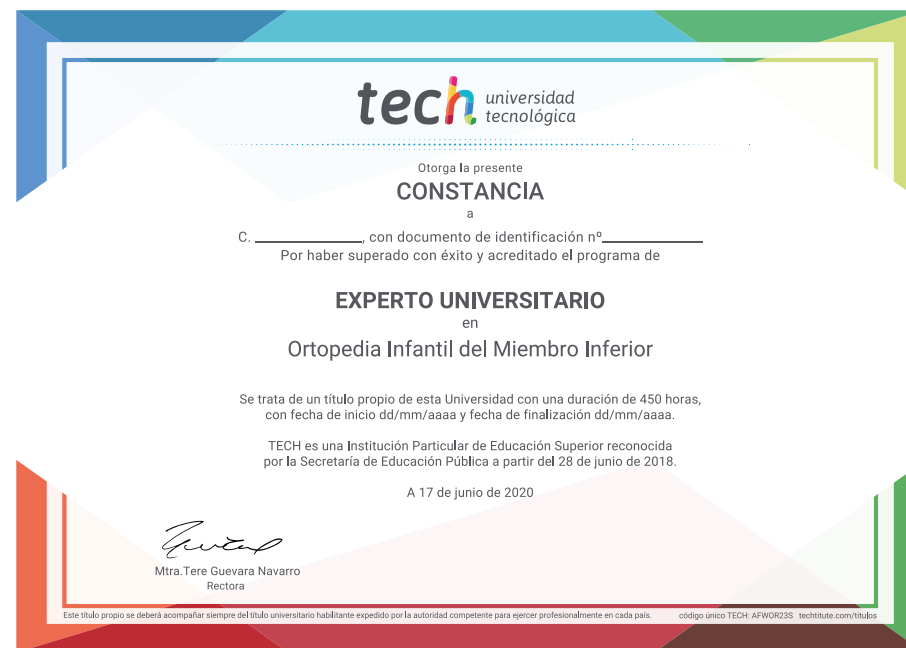 tech universidad
tecnológica
Otorga la presente
CONSTANCIA
a
C. ____________, con documento de identificación nº____________
Por haber superado con éxito y acreditado el programa de
EXPERTO UNIVERSITARIO
en
Ortopedia Infantil del Miembro Inferior
Se trata de un título propio de esta Universidad con una duración de 450 horas,
con fecha de inicio dd/mm/aaaa y fecha de finalización dd/mm/aaaa.
TECH es una Institución Particular de Educación Superior reconocida
por la Secretaría de Educación Pública a partir del 28 de junio de 2018.
A 17 de junio de 2020
Mtra.Tere Guevara Navarro
Rectora
Este título propio se deberá acompañar siempre del título universitario habilitante expedido por la autoridad competente para ejercer profesionalmente en cada país. código único TECH: AFWOR23S techtitute.com/titulos